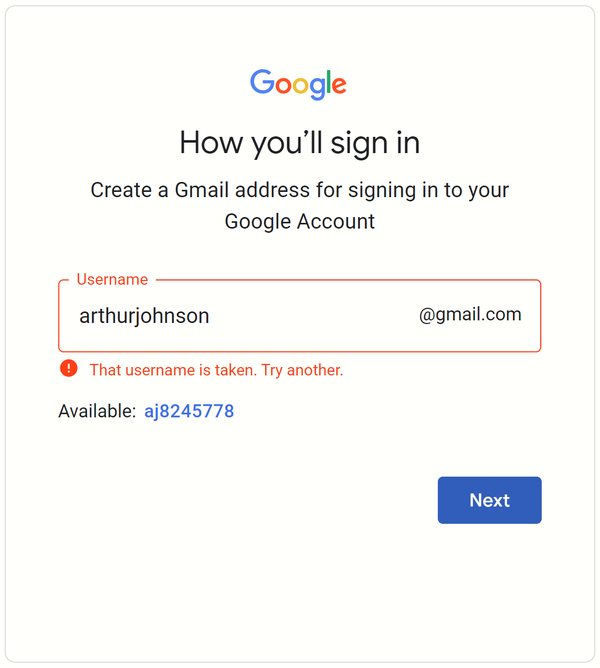 Google
How you’ll sign in
Create a Gmail address for signing in to your
Google Account
Username
arthurjohnson @gmail.com
! That username is taken. Try another.
Available: aj8245778
Next